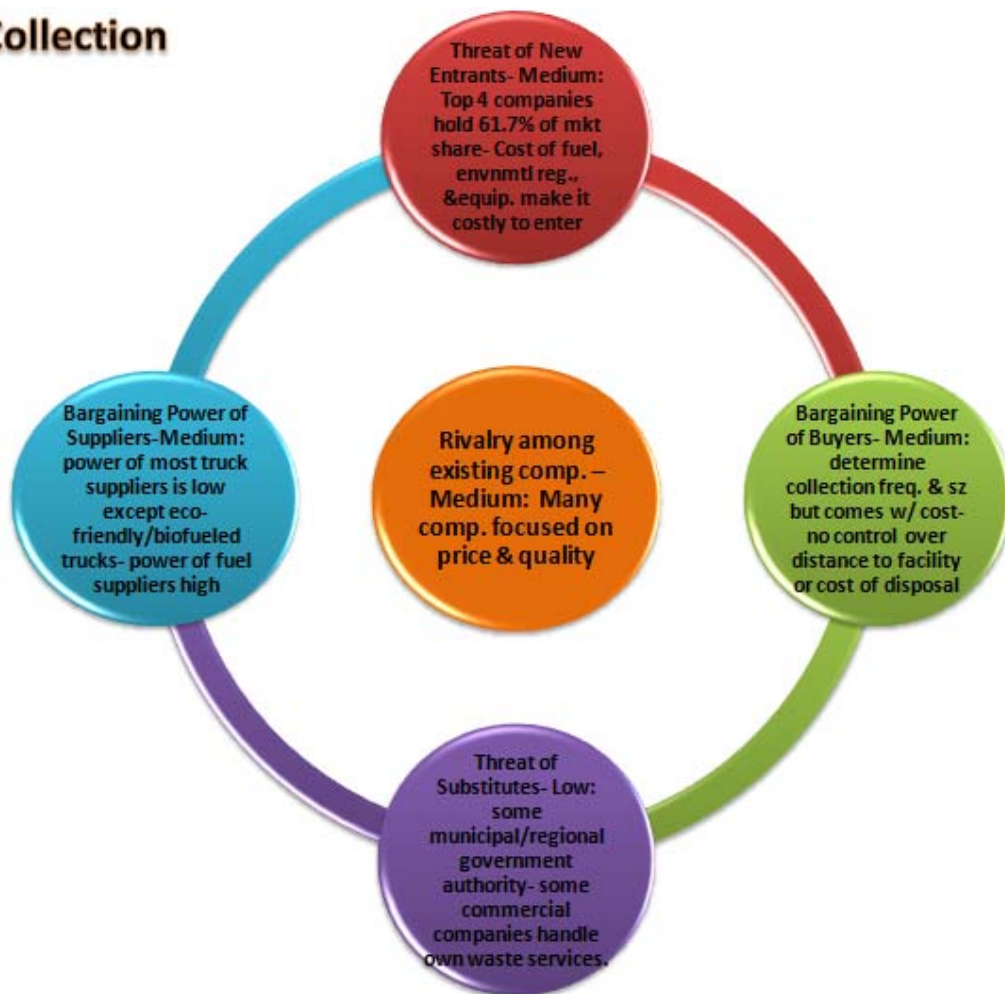 Collection
Threat of New
Entrants- Medium:
Top 4 companies
hold 61.7% of mkt
share- Cost of fuel,
envnmtl reg.,
&equip. make it
costly to enter
Bargaining Power of
Suppliers-Medium:
power of most truck
suppliers is low
except eco-
friendly/biofueled
trucks- power of fuel
suppliers high
Rivalry among
existing comp. –
Medium: Many
comp. focused on
price & quality
Bargaining Power
of Buyers- Medium:
determine
collection freq. & sz
but comes w/ cost-
no control over
distance to facility
or cost of disposal
Threat of
Substitutes- Low:
some
municipal/regional
government
authority- some
commercial
companies handle
own waste services.